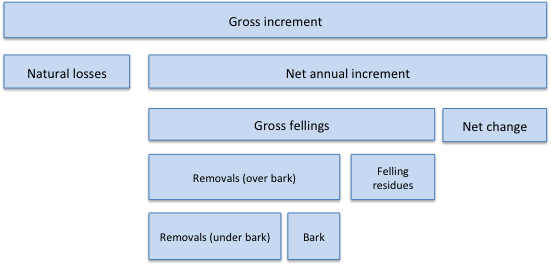 Gross increment
Natural losses
Net annual increment
Gross fellings
Net change
Removals (over bark)
Felling
residues
Removals (under bark)
Bark